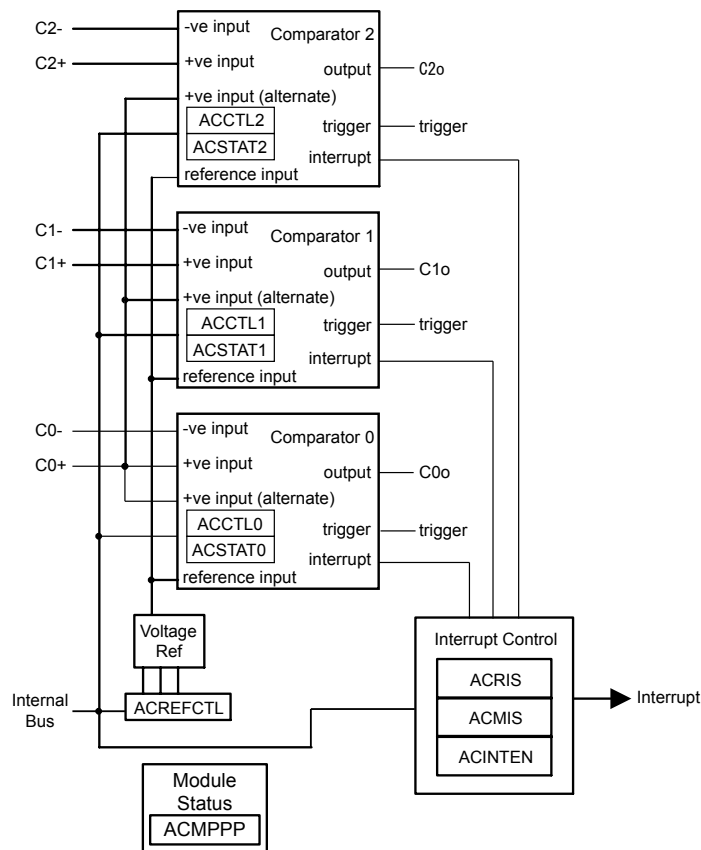 C2-
-ve input
Comparator 2
C2+
+ve input
output
C2o
+ve input (alternate)
ACCTL2
trigger
trigger
ACSTAT2
interrupt
reference input
C1-
-ve input
Comparator 1
C1+
+ve input
output
C1o
+ve input (alternate)
ACCTL1
trigger
trigger
ACSTAT1
interrupt
reference input
C0-
-ve input
Comparator 0
C0+
+ve input
output
C0o
+ve input (alternate)
ACCTL0
trigger
trigger
ACSTAT0
interrupt
reference input
Voltage
Ref
Interrupt Control
ACRIS
Internal
Bus
ACREFCTL
ACMIS
Interrupt
ACINTEN
Module
Status
ACMPPP